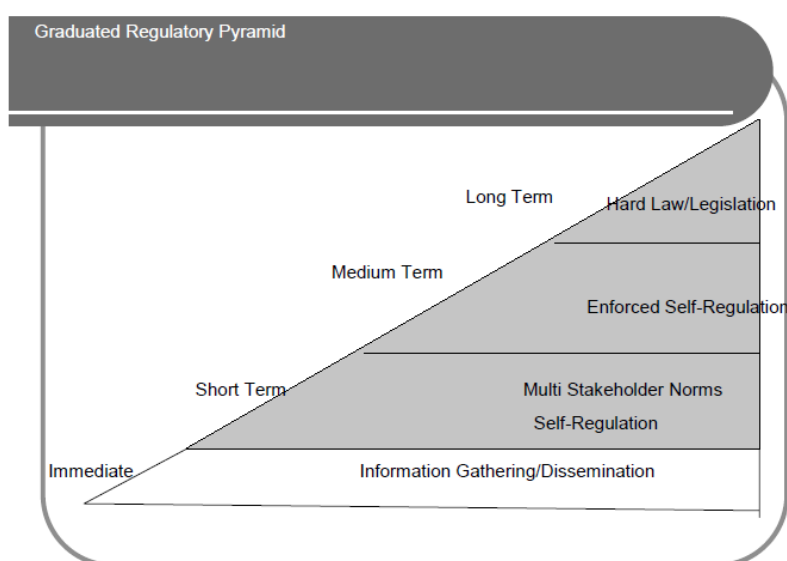 Graduated Regulatory Pyramid
Long Term
Hard Law/Legislation
Medium Term
Enforced Self-Regulation
Short Term
Multi Stakeholder Norms
Self-Regulation
Immediate
Information Gathering/Dissemination